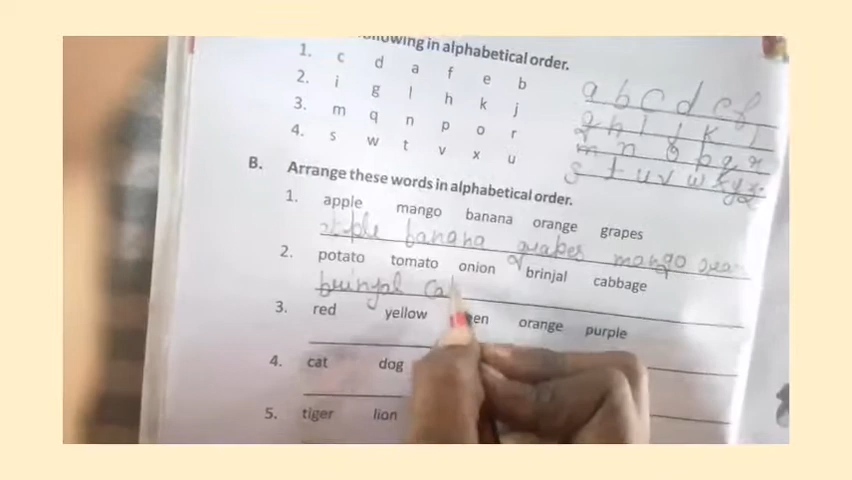 following in alphabetical order.
1. c d a f e b
a b c d e f
2. i g l h k j
g h i j k l
3. m q n p o r
m n o p q r
4. s w t v x u
s t u v w x
B. Arrange these words in alphabetical order.
1. apple mango banana orange grapes
apple banana grapes mango
2. potato tomato onion brinjal cabbage
brinjal ca
3. red yellow een orange purple
4. cat dog
5. tiger lion